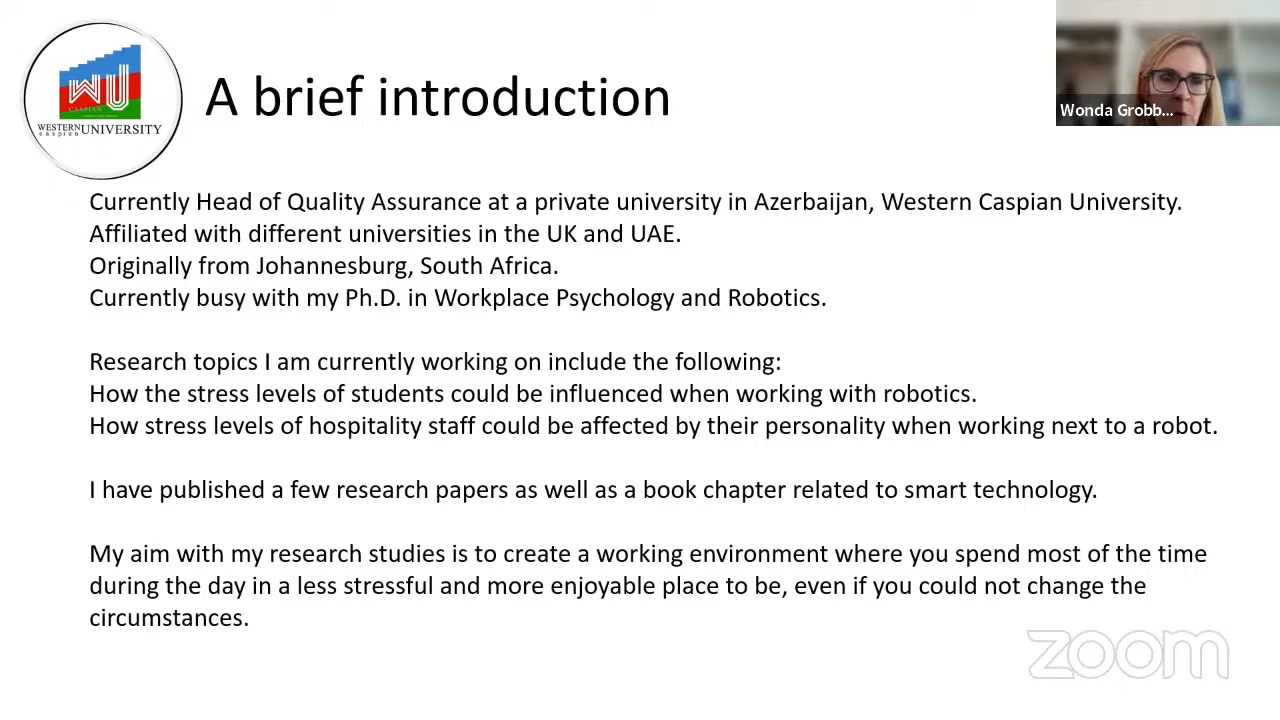 A brief introduction
WU
CASPIAN
WESTERN UNIVERSITY
caspian
Wonda Grobb...
Currently Head of Quality Assurance at a private university in Azerbaijan, Western Caspian University.
Affiliated with different universities in the UK and UAE.
Originally from Johannesburg, South Africa.
Currently busy with my Ph.D. in Workplace Psychology and Robotics.
Research topics I am currently working on include the following:
How the stress levels of students could be influenced when working with robotics.
How stress levels of hospitality staff could be affected by their personality when working next to a robot.
I have published a few research papers as well as a book chapter related to smart technology.
My aim with my research studies is to create a working environment where you spend most of the time
during the day in a less stressful and more enjoyable place to be, even if you could not change the
circumstances.
zoom